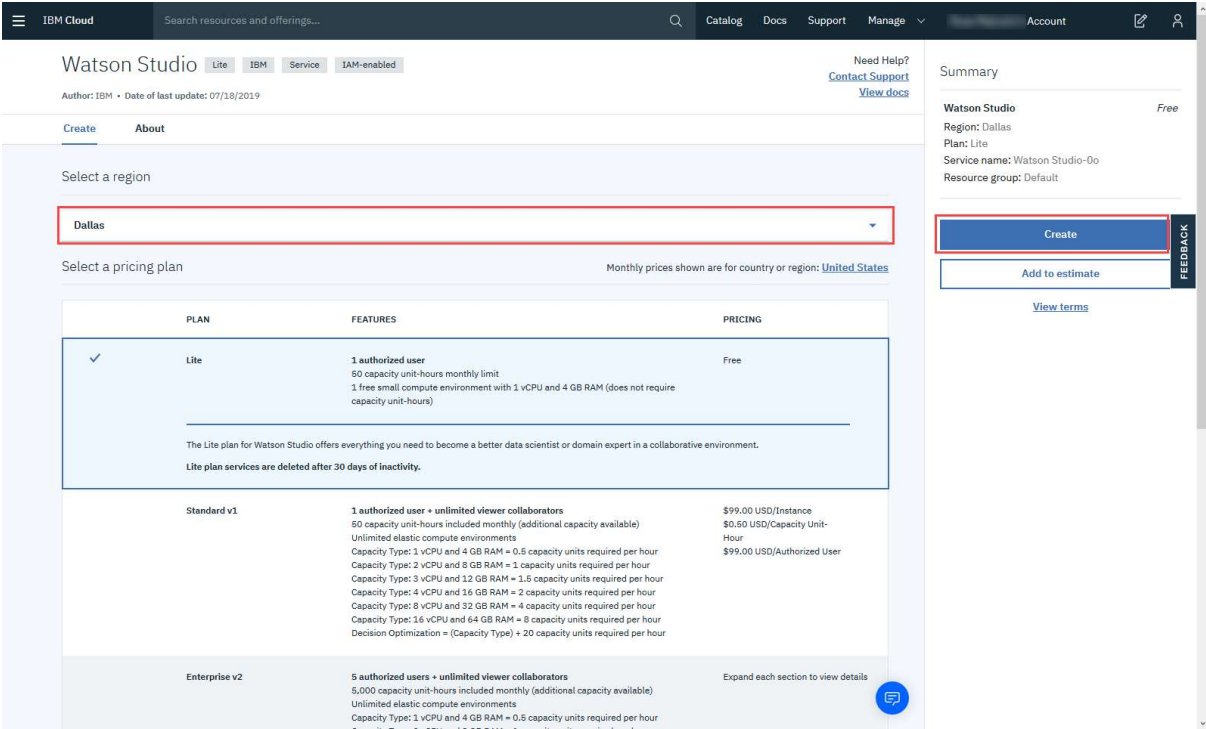 IBM Cloud
Search resources and offerings...
Catalog
Docs
Support
Manage
Account
Watson Studio
Lite
IBM
Service
IAM-enabled
Need Help?
Contact Support
View docs
Author: IBM • Date of last update: 07/18/2019
Create
About
Select a region
Dallas
Select a pricing plan
Monthly prices shown are for country or region: United States
PLAN
FEATURES
PRICING
Lite
1 authorized user
50 capacity unit-hours monthly limit
1 free small compute environment with 1 vCPU and 4 GB RAM (does not require
capacity unit-hours)
Free
The Lite plan for Watson Studio offers everything you need to become a better data scientist or domain expert in a collaborative environment.
Lite plan services are deleted after 30 days of inactivity.
Standard v1
1 authorized user + unlimited viewer collaborators
50 capacity unit-hours included monthly (additional capacity available)
Unlimited elastic compute environments
Capacity Type: 1 vCPU and 4 GB RAM = 0.5 capacity units required per hour
Capacity Type: 2 vCPU and 8 GB RAM = 1 capacity units required per hour
Capacity Type: 3 vCPU and 12 GB RAM = 1.5 capacity units required per hour
Capacity Type: 4 vCPU and 16 GB RAM = 2 capacity units required per hour
Capacity Type: 8 vCPU and 32 GB RAM = 4 capacity units required per hour
Capacity Type: 16 vCPU and 64 GB RAM = 8 capacity units required per hour
Decision Optimization = (Capacity Type) + 20 capacity units required per hour
$99.00 USD/Instance
$0.50 USD/Capacity Unit-
Hour
$99.00 USD/Authorized User
Enterprise v2
5 authorized users + unlimited viewer collaborators
5,000 capacity unit-hours included monthly (additional capacity available)
Unlimited elastic compute environments
Capacity Type: 1 vCPU and 4 GB RAM = 0.5 capacity units required per hour
Expand each section to view details
Summary
Watson Studio
Free
Region: Dallas
Plan: Lite
Service name: Watson Studio-0o
Resource group: Default
Create
Add to estimate
View terms
FEEDBACK